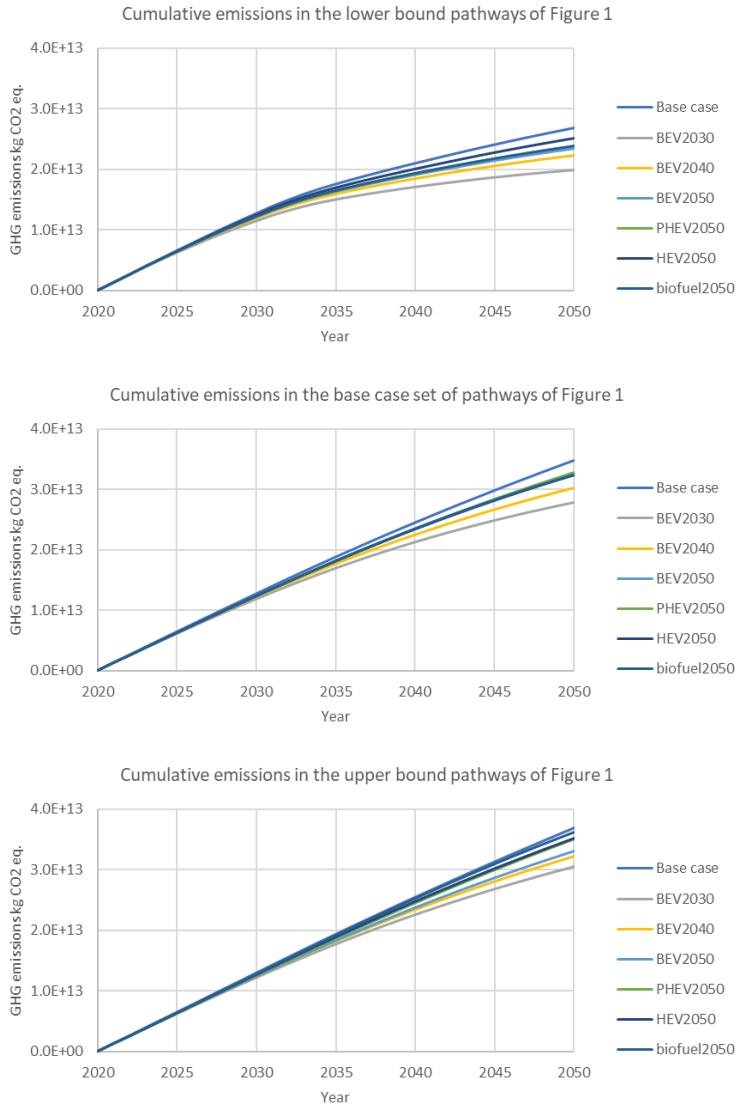 Cumulative emissions in the lower bound pathways of Figure 1
GHG emissions kg CO2 eq.
4.0E+13
3.0E+13
2.0E+13
1.0E+13
0.0E+00
2020 2025 2030 2035 2040 2045 2050
Year
Base case
BEV2030
BEV2040
BEV2050
PHEV2050
HEV2050
biofuel2050
Cumulative emissions in the base case set of pathways of Figure 1
GHG emissions kg CO2 eq.
4.0E+13
3.0E+13
2.0E+13
1.0E+13
0.0E+00
2020 2025 2030 2035 2040 2045 2050
Year
Base case
BEV2030
BEV2040
BEV2050
PHEV2050
HEV2050
biofuel2050
Cumulative emissions in the upper bound pathways of Figure 1
GHG emissions kg CO2 eq.
4.0E+13
3.0E+13
2.0E+13
1.0E+13
0.0E+00
2020 2025 2030 2035 2040 2045 2050
Year
Base case
BEV2030
BEV2040
BEV2050
PHEV2050
HEV2050
biofuel2050